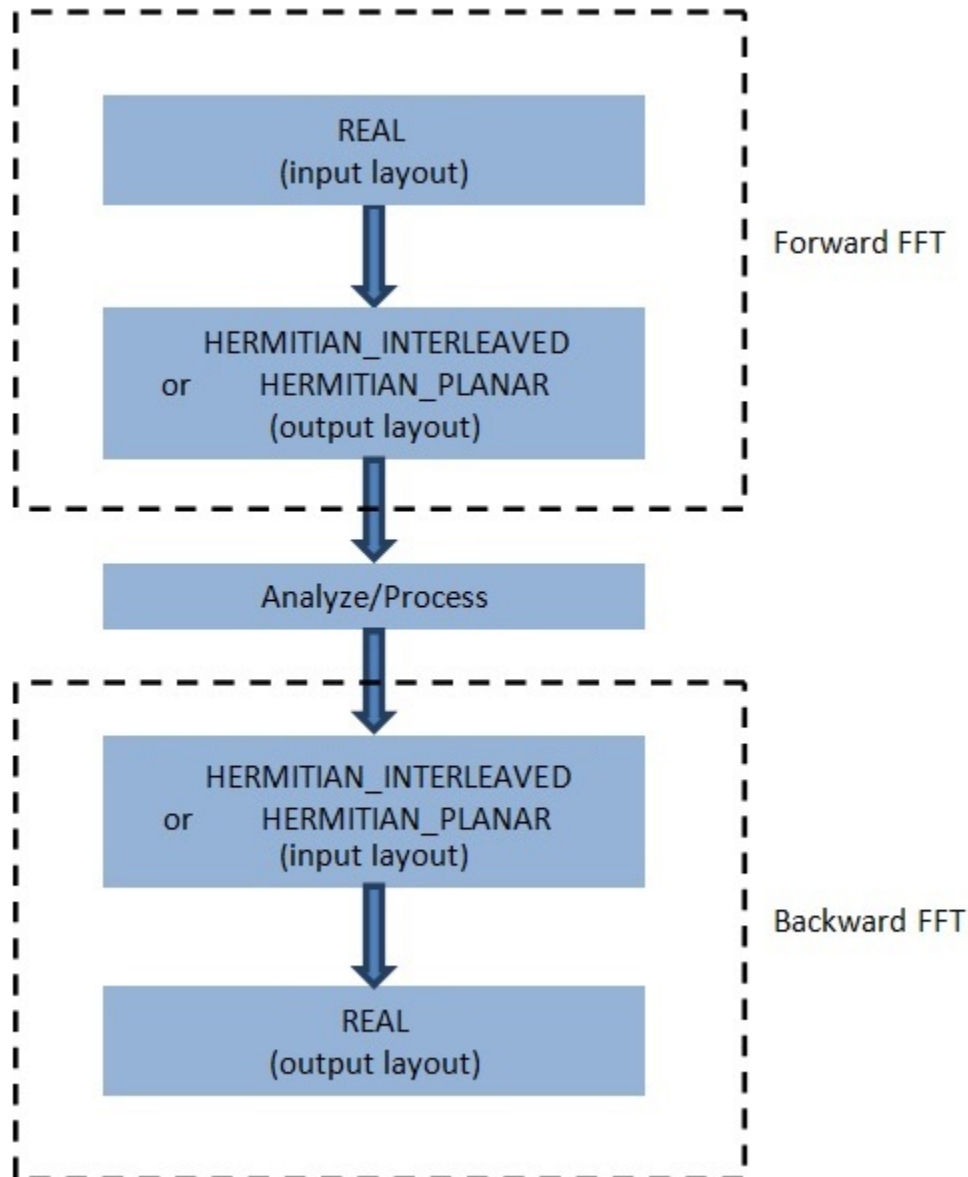 REAL
(input layout)
Forward FFT
HERMITIAN_INTERLEAVED
or HERMITIAN_PLANAR
(output layout)
Analyze/Process
HERMITIAN_INTERLEAVED
or HERMITIAN_PLANAR
(input layout)
Backward FFT
REAL
(output layout)